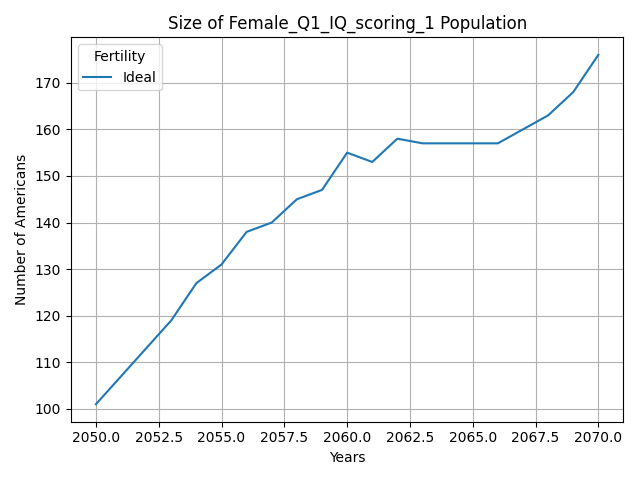 Size of Female_Q1_IQ_scoring_1 Population
Fertility
Ideal
Number of Americans
170
160
150
140
130
120
110
100
2050.0 2052.5 2055.0 2057.5 2060.0 2062.5 2065.0 2067.5 2070.0
Years